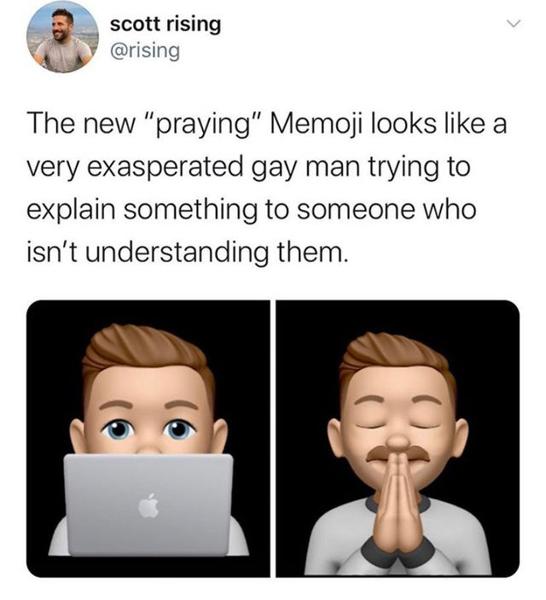 scott rising
@rising
The new “praying” Memoji looks like a
very exasperated gay man trying to
explain something to someone who
isn't understanding them.